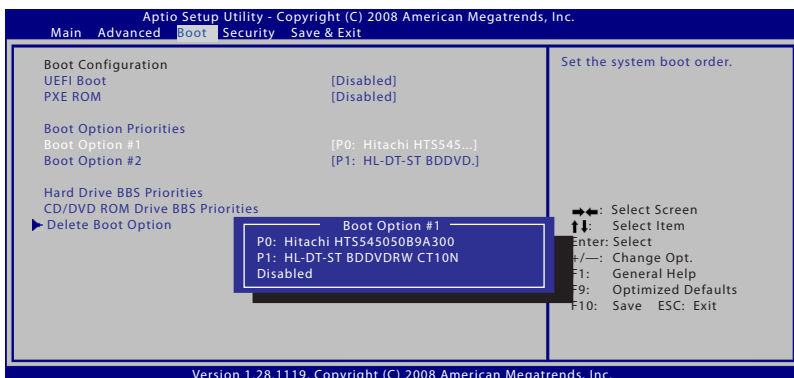 Aptio Setup Utility - Copyright (C) 2008 American Megatrends, Inc.
Main Advanced Boot Security Save & Exit
Boot Configuration
UEFI Boot [Disabled]
PXE ROM [Disabled]
Boot Option Priorities
Boot Option #1 [P0: Hitachi HTS545...]
Boot Option #2 [P1: HL-DT-ST BDDVD.]
Hard Drive BBS Priorities
CD/DVD ROM Drive BBS Priorities
Delete Boot Option
Boot Option #1
P0: Hitachi HTS545050B9A300
P1: HL-DT-ST BDDVDRW CT10N
Disabled
Set the system boot order.
→←: Select Screen
↑↓: Select Item
Enter: Select
+/—: Change Opt.
F1: General Help
F9: Optimized Defaults
F10: Save ESC: Exit
Version 1.28.1119. Copyright (C) 2008 American Megatrends, Inc.